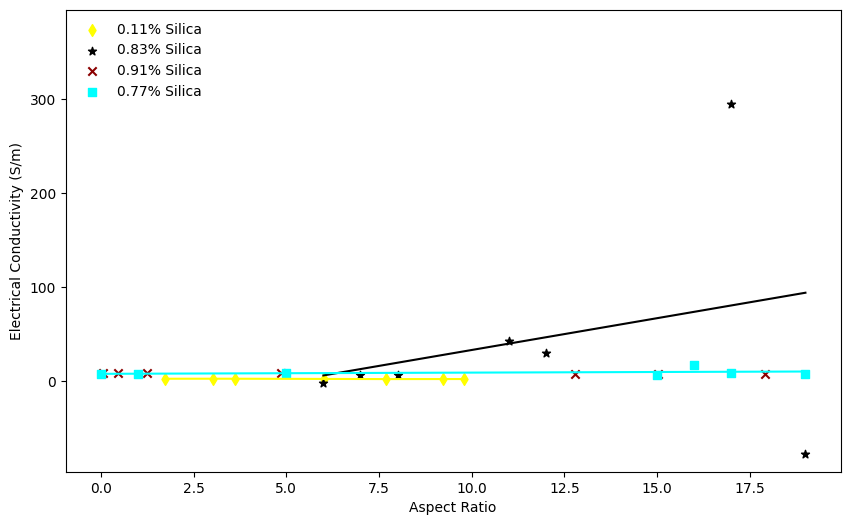 0.11% Silica
0.83% Silica
0.91% Silica
0.77% Silica
Electrical Conductivity (S/m)
300
200
100
0
0.0 2.5 5.0 7.5 10.0 12.5 15.0 17.5
Aspect Ratio